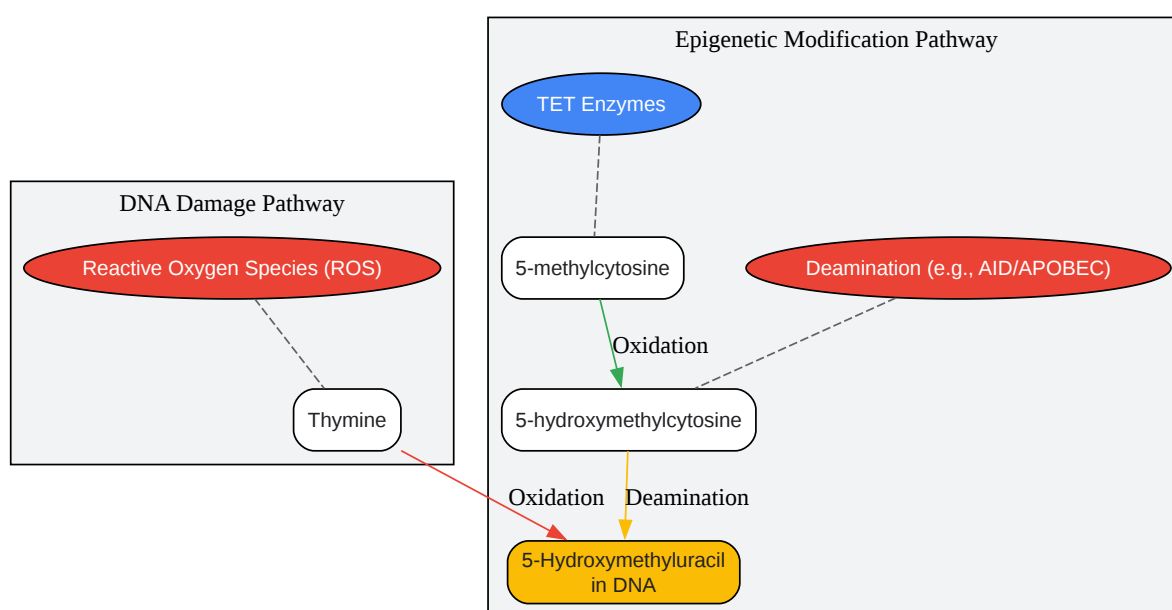 Epigenetic Modification Pathway
TET Enzymes
DNA Damage Pathway
Reactive Oxygen Species (ROS)
5-methylcytosine
Deamination (e.g., AID/APOBEC)
Oxidation
Thymine
5-hydroxymethylcytosine
Oxidation
Deamination
5-Hydroxymethyluracil
in DNA